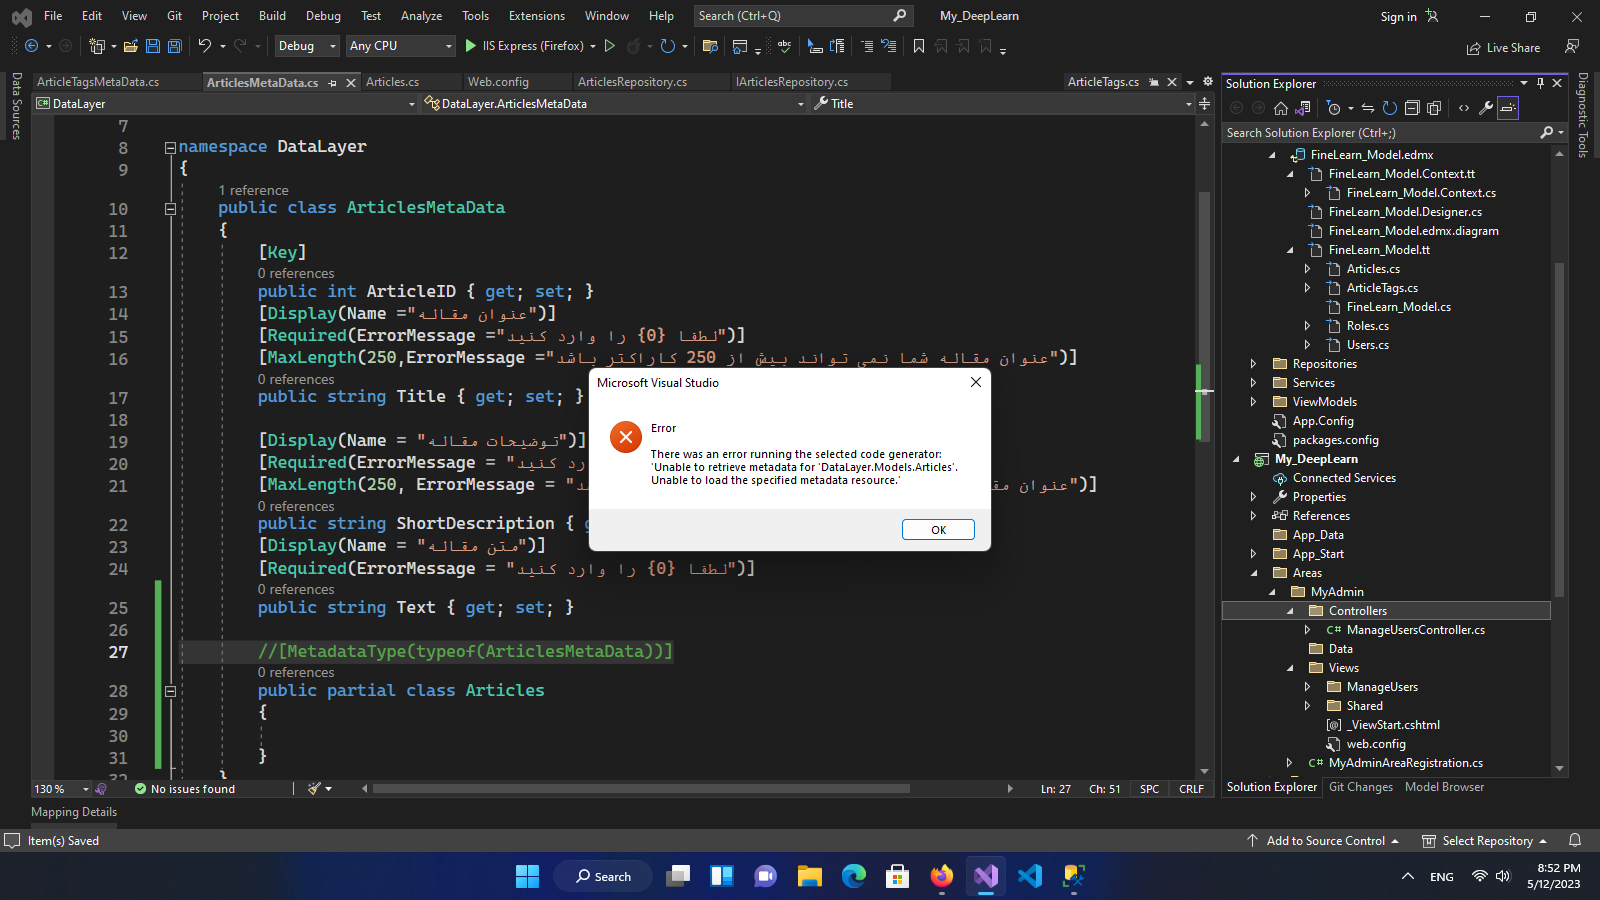 File Edit View Git Project Build Debug Test Analyze Tools Extensions Window Help Search (Ctrl+Q) My_DeepLearn Sign in
Debug Any CPU IIS Express (Firefox) Live Share
Data Sources
ArticleTagsMetaData.cs ArticlesMetaData.cs Articles.cs Web.config ArticlesRepository.cs IArticlesRepository.cs ArticleTags.cs
DataLayer DataLayer.ArticlesMetaData Title
7
8 namespace DataLayer
9 {
1 reference
10 public class ArticlesMetaData
11 {
12 [Key]
0 references
13 public int ArticleID { get; set; }
14 [Display(Name ="عنوان مقاله")]
15 [Required(ErrorMessage ="لطفا {0} را وارد کنید")]
16 [MaxLength(250,ErrorMessage ="عنوان مقاله شما نمی تواند بیش از 250 کاراکتر باشد")]
0 references
17 public string Title { get; set; }
18
19 [Display(Name = "توضیحات مقاله")]
20 [Required(ErrorMessage = "رد کنید
21 [MaxLength(250, ErrorMessage = "د عنوان مق")]
0 references
22 public string ShortDescription { g
23 [Display(Name = "متن مقاله")]
24 [Required(ErrorMessage = "لطفا {0} را وارد کنید")]
0 references
25 public string Text { get; set; }
26
27 //[MetadataType(typeof(ArticlesMetaData))]
0 references
28 public partial class Articles
29 {
30
31 }
32 }
Microsoft Visual Studio
Error
There was an error running the selected code generator:
'Unable to retrieve metadata for 'DataLayer.Models.Articles'.
Unable to load the specified metadata resource.'
OK
130 % No issues found Ln: 27 Ch: 51 SPC CRLF
Mapping Details
Solution Explorer
Search Solution Explorer (Ctrl+;)
FineLearn_Model.edmx
FineLearn_Model.Context.tt
FineLearn_Model.Context.cs
FineLearn_Model.Designer.cs
FineLearn_Model.edmx.diagram
FineLearn_Model.tt
Articles.cs
ArticleTags.cs
FineLearn_Model.cs
Roles.cs
Users.cs
Repositories
Services
ViewModels
App.Config
packages.config
My_DeepLearn
Connected Services
Properties
References
App_Data
App_Start
Areas
MyAdmin
Controllers
C# ManageUsersController.cs
Data
Views
ManageUsers
Shared
[@] _ViewStart.cshtml
web.config
C# MyAdminAreaRegistration.cs
Solution Explorer Git Changes Model Browser
Diagnostic Tools
Item(s) Saved Add to Source Control Select Repository
Search ENG 8:52 PM
5/12/2023